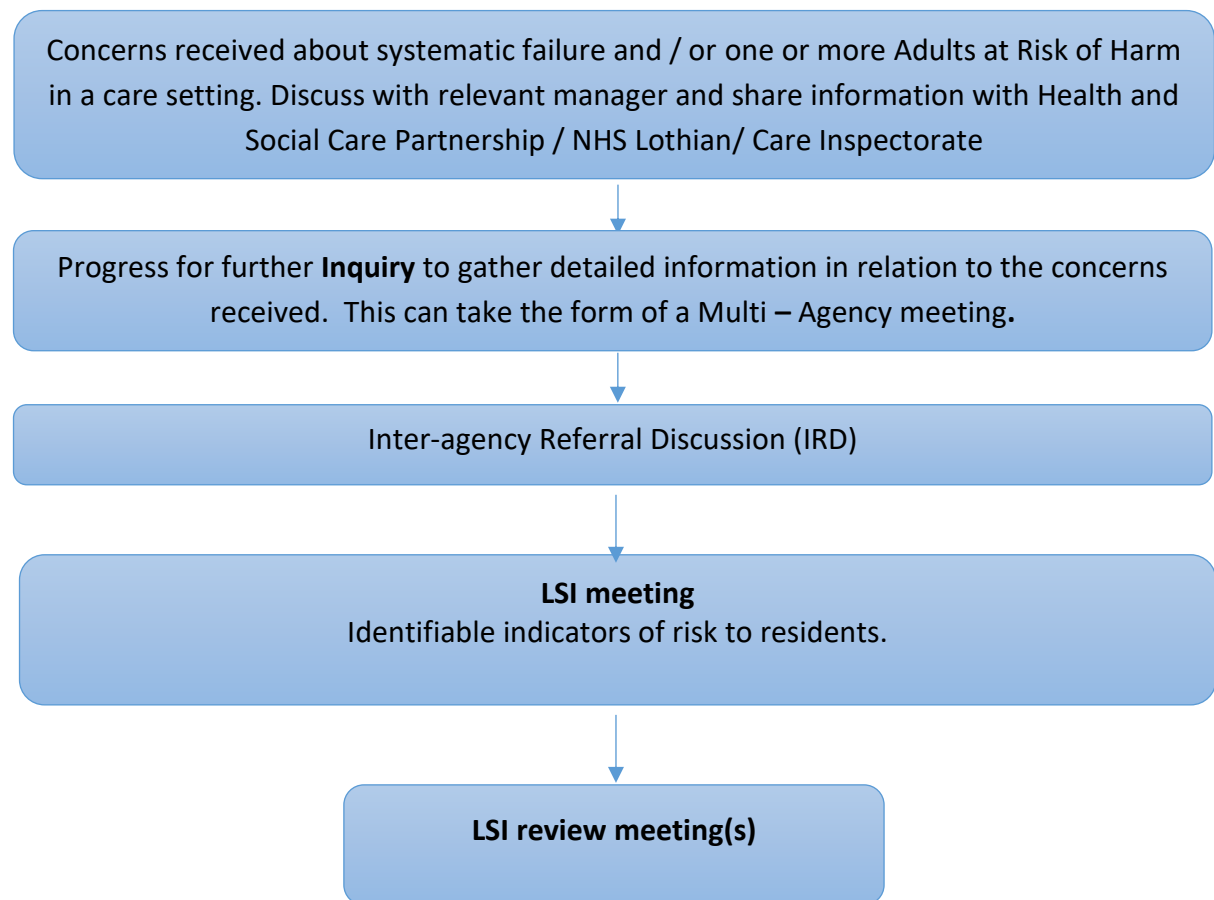 Concerns received about systematic failure and / or one or more Adults at Risk of Harm
in a care setting. Discuss with relevant manager and share information with Health and
Social Care Partnership / NHS Lothian/ Care Inspectorate
Progress for further Inquiry to gather detailed information in relation to the concerns
received.  This can take the form of a Multi – Agency meeting.
Inter-agency Referral Discussion (IRD)
LSI meeting
Identifiable indicators of risk to residents.
LSI review meeting(s)